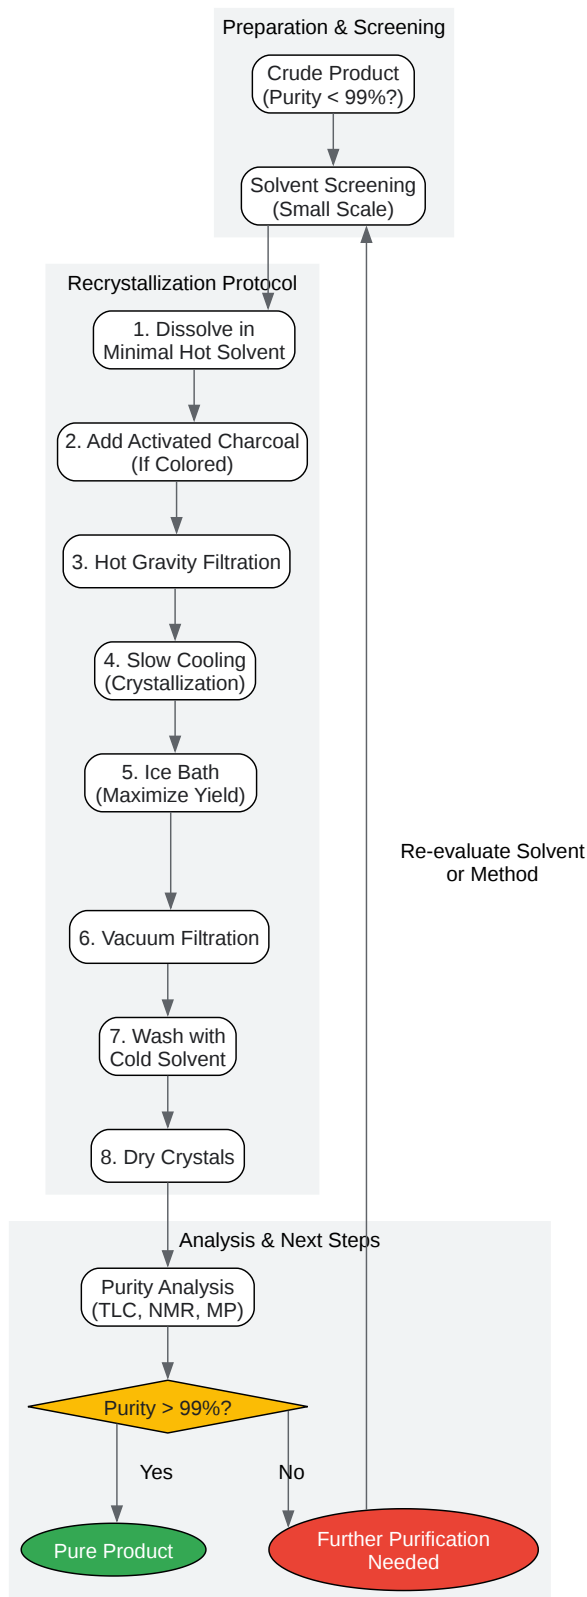 Preparation & Screening
Crude Product
(Purity < 99%?)
Solvent Screening
(Small Scale)
Recrystallization Protocol
1. Dissolve in
Minimal Hot Solvent
2. Add Activated Charcoal
(If Colored)
3. Hot Gravity Filtration
4. Slow Cooling
(Crystallization)
5. Ice Bath
(Maximize Yield)
Re-evaluate Solvent
or Method
6. Vacuum Filtration
7. Wash with
Cold Solvent
8. Dry Crystals
Analysis & Next Steps
Purity Analysis
(TLC, NMR, MP)
Purity > 99%?
Yes
No
Pure Product
Further Purification
Needed